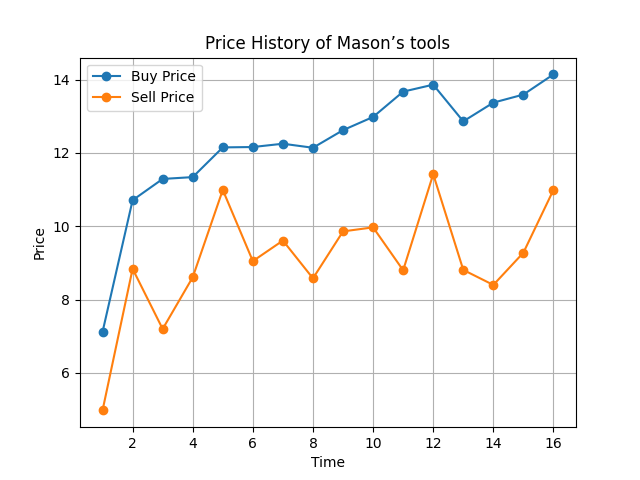 Price History of Mason’s tools
Buy Price
Sell Price
Price
14
12
10
8
6
2 4 6 8 10 12 14 16
Time